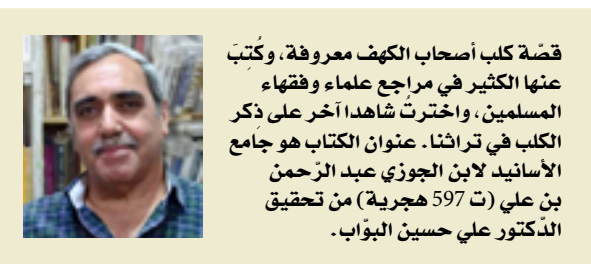 قصّة كلب أصحاب الكهف معروفة، وكُتِبَ
عنها الكثير في مراجع علماء وفقهاء
المسلمين، واخترتُ شاهدا آخر على ذكر
الكلب في تراثنا. عنوان الكتاب هو جامع
الأسانيد لابن الجوزي عبد الرّحمن
بن علي (ت 597 هجرية) من تحقيق
الدّكتور علي حسين البوّاب.